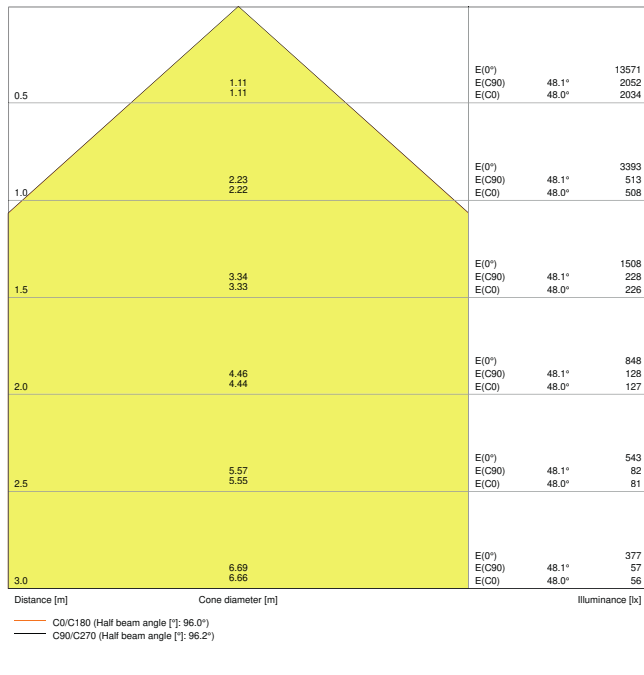 E(0°) 13571
1.11 E(C90) 48.1° 2052
0.5 1.11 E(C0) 48.0° 2034
E(0°) 3393
2.23 E(C90) 48.1° 513
1.0 2.22 E(C0) 48.0° 508
E(0°) 1508
3.34 E(C90) 48.1° 228
1.5 3.33 E(C0) 48.0° 226
E(0°) 848
4.46 E(C90) 48.1° 128
2.0 4.44 E(C0) 48.0° 127
E(0°) 543
5.57 E(C90) 48.1° 82
2.5 5.55 E(C0) 48.0° 81
E(0°) 377
6.69 E(C90) 48.1° 57
3.0 6.66 E(C0) 48.0° 56
Distance [m] Cone diameter [m] Illuminance [lx]
C0/C180 (Half beam angle [°]: 96.0°)
C90/C270 (Half beam angle [°]: 96.2°)